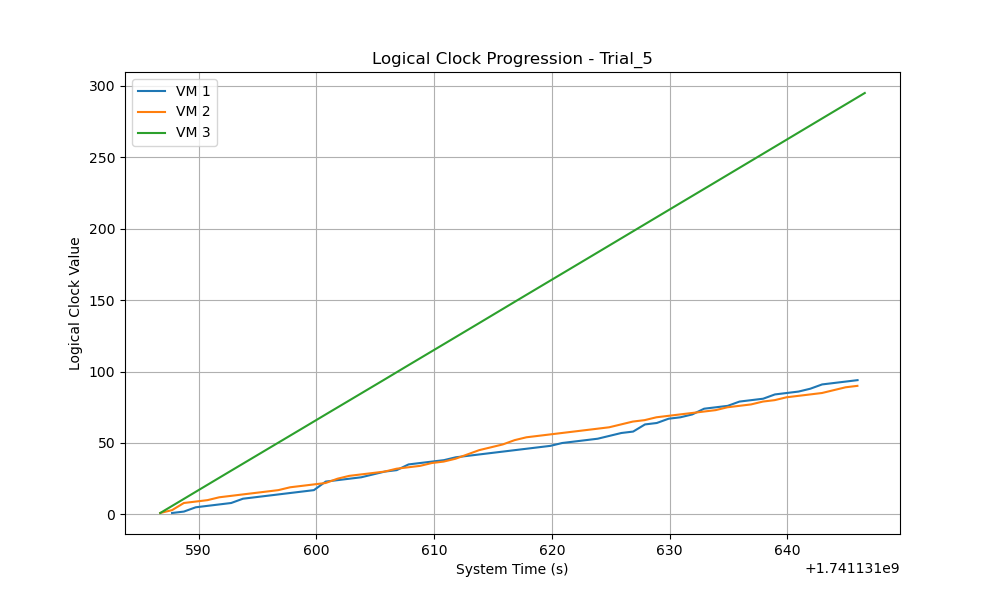 Logical Clock Progression - Trial_5
VM 1
VM 2
VM 3
Logical Clock Value
300
250
200
150
100
50
0
590 600 610 620 630 640
System Time (s)
+1.741131e9